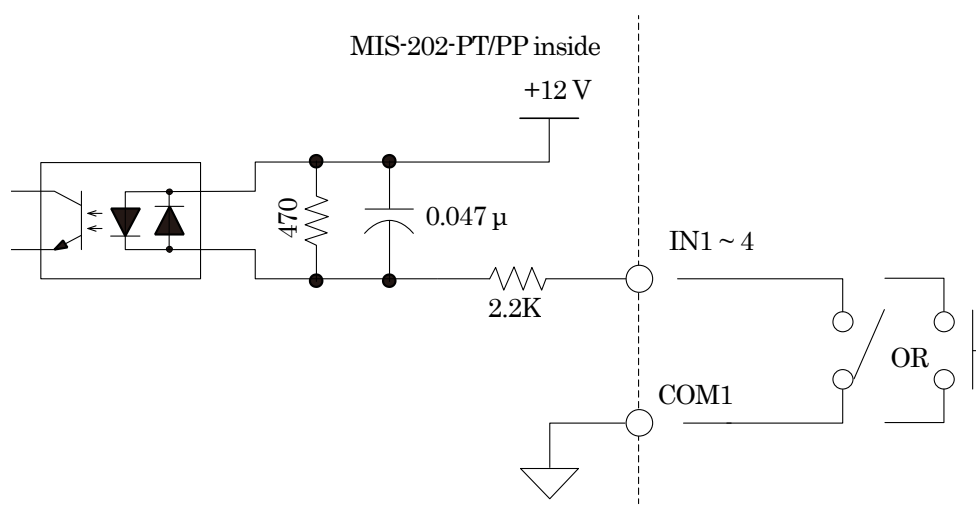 MIS-202-PT/PP inside
+12 V
470
0.047 µ
IN1 ~ 4
2.2K
OR
COM1